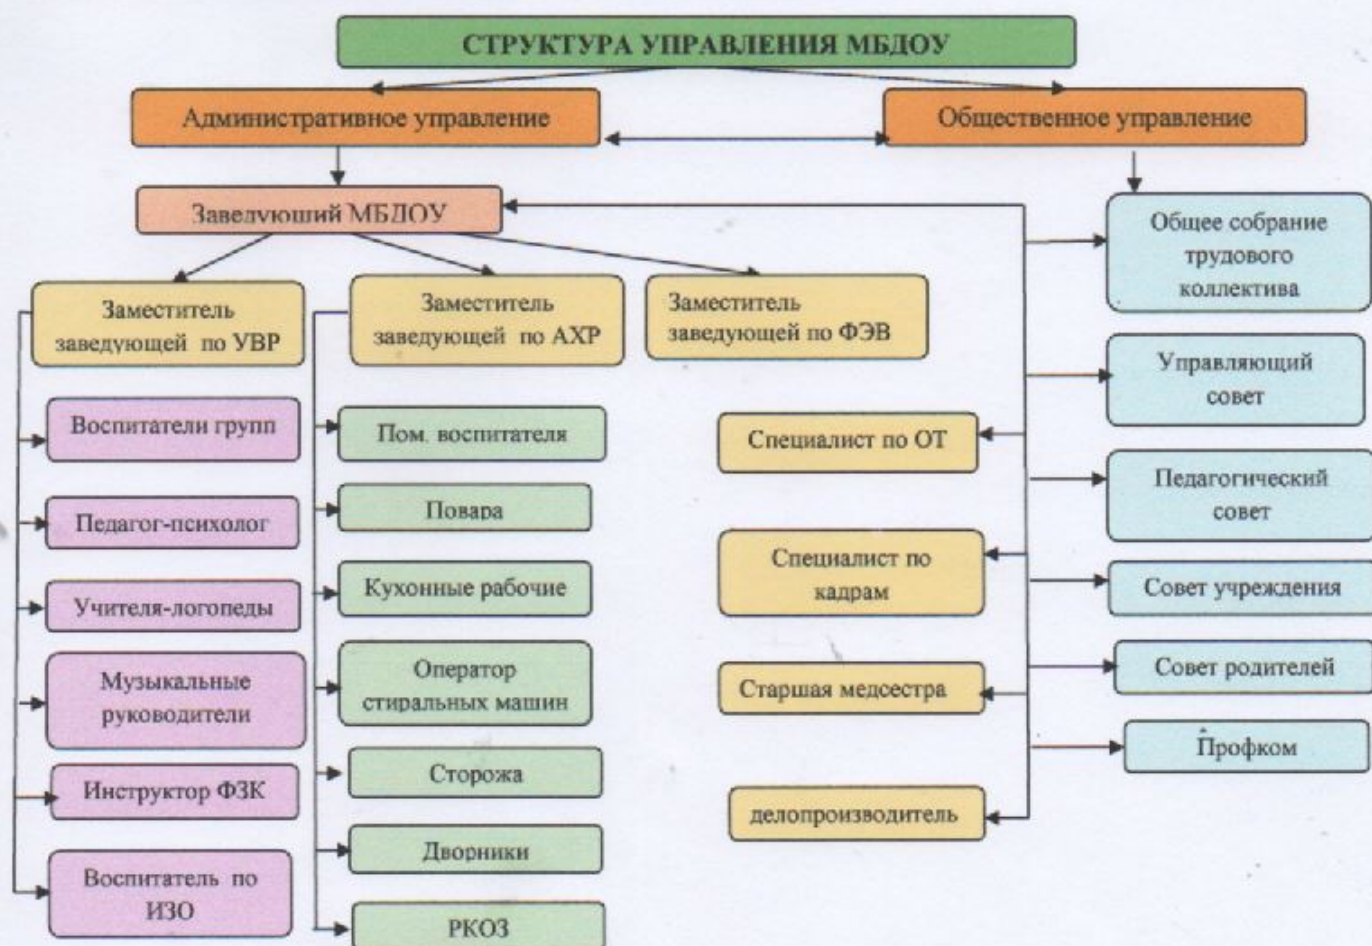 СТРУКТУРА УПРАВЛЕНИЯ МБДОУ
Административное управление
Общественное управление
Заведующий МБДОУ
Общее собрание
трудового
коллектива
Заместитель
заведующей по УВР
Заместитель
заведующей по АХР
Заместитель
заведующей по ФЭВ
Управляющий
совет
Воспитатели групп
Пом. воспитателя
Специалист по ОТ
Педагогический
совет
Педагог-психолог
Повара
Специалист по
кадрам
Совет учреждения
Учителя-логопеды
Кухонные рабочие
Совет родителей
Музыкальные
руководители
Оператор
стиральных машин
Старшая медсестра
Профком
Инструктор ФЗК
Сторожа
делопроизводитель
Воспитатель по
ИЗО
Дворники
РКОЗ